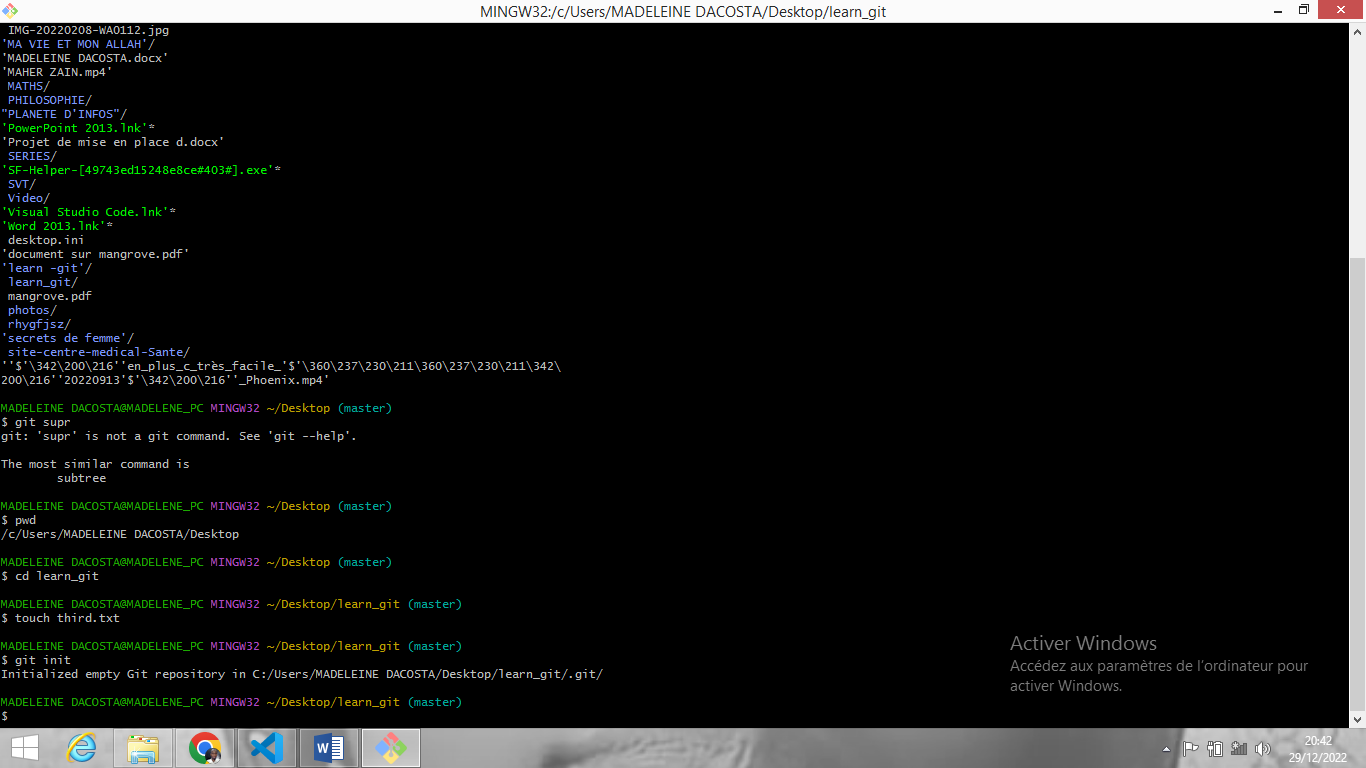 MINGW32:/c/Users/MADELEINE DACOSTA/Desktop/learn_git
IMG-20220208-WA0112.jpg
'MA VIE ET MON ALLAH'/
'MADELEINE DACOSTA.docx'
'MAHER ZAIN.mp4'
MATHS/
PHILOSOPHIE/
"PLANETE D'INFOS"/
'PowerPoint 2013.lnk'*
'Projet de mise en place d.docx'
SERIES/
'SF-Helper-[49743ed15248e8ce#403#].exe'*
SVT/
Video/
'Visual Studio Code.lnk'*
'Word 2013.lnk'*
desktop.ini
'document sur mangrove.pdf'
'learn -git'/
learn_git/
mangrove.pdf
photos/
rhygfjsz/
'secrets de femme'/
site-centre-medical-Sante/
''$'\342\200\216''en_plus_c_très_facile_'$'\360\237\230\211\360\237\230\211\342\
200\216''20220913'$'\342\200\216''_Phoenix.mp4'
MADELEINE DACOSTA@MADELENE_PC MINGW32 ~/Desktop (master)
$ git supr
git: 'supr' is not a git command. See 'git --help'.
The most similar command is
subtree
MADELEINE DACOSTA@MADELENE_PC MINGW32 ~/Desktop (master)
$ pwd
/c/Users/MADELEINE DACOSTA/Desktop
MADELEINE DACOSTA@MADELENE_PC MINGW32 ~/Desktop (master)
$ cd learn_git
MADELEINE DACOSTA@MADELENE_PC MINGW32 ~/Desktop/learn_git (master)
$ touch third.txt
MADELEINE DACOSTA@MADELENE_PC MINGW32 ~/Desktop/learn_git (master)
$ git init
Initialized empty Git repository in C:/Users/MADELEINE DACOSTA/Desktop/learn_git/.git/
MADELEINE DACOSTA@MADELENE_PC MINGW32 ~/Desktop/learn_git (master)
$
Activer Windows
Accédez aux paramètres de l'ordinateur pour
activer Windows.
20:42
29/12/2022